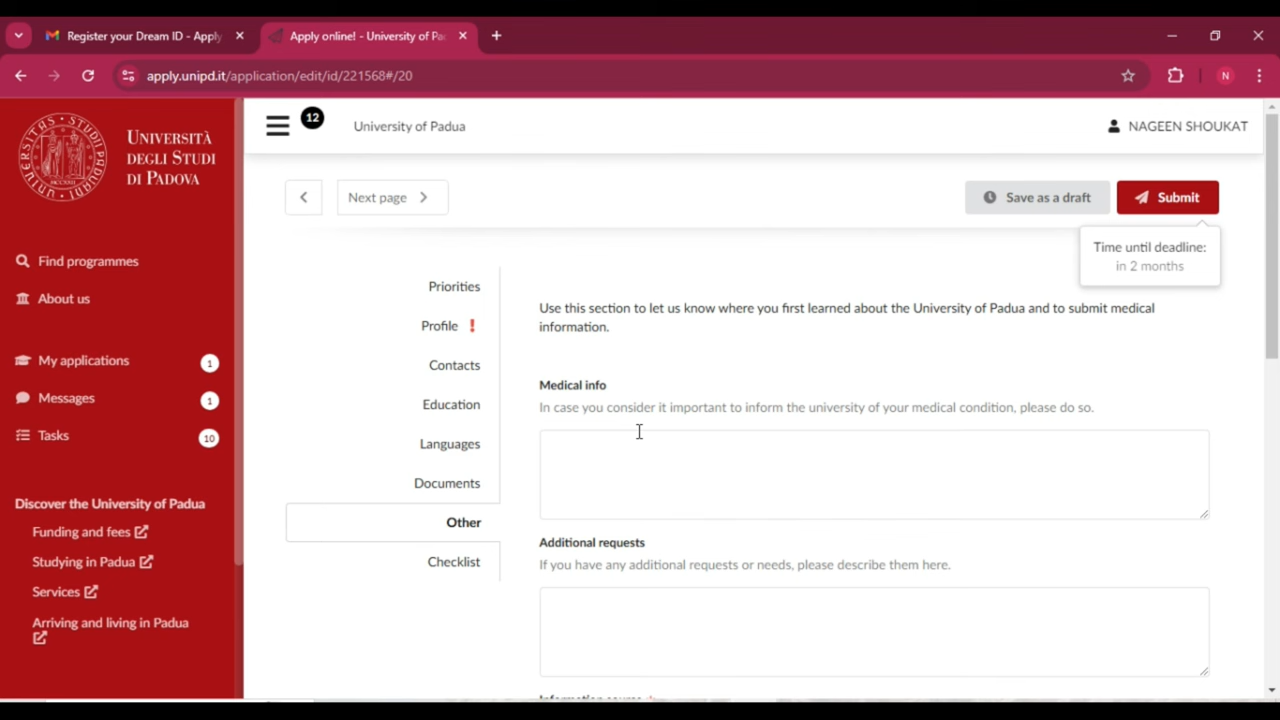 Register your Dream ID - Apply
Apply online! - University of Pa
apply.unipd.it/application/edit/id/221568#/20
N
UNIVERSITÀ
DEGLI STUDI
DI PADOVA
12
University of Padua
NAGEEN SHOUKAT
Next page
Save as a draft
Submit
Time until deadline:
in 2 months
Find programmes
About us
My applications 1
Messages 1
Tasks 10
Discover the University of Padua
Funding and fees
Studying in Padua
Services
Arriving and living in Padua
Priorities
Profile
Contacts
Education
Languages
Documents
Other
Checklist
Use this section to let us know where you first learned about the University of Padua and to submit medical
information.
Medical info
In case you consider it important to inform the university of your medical condition, please do so.
Additional requests
If you have any additional requests or needs, please describe them here.